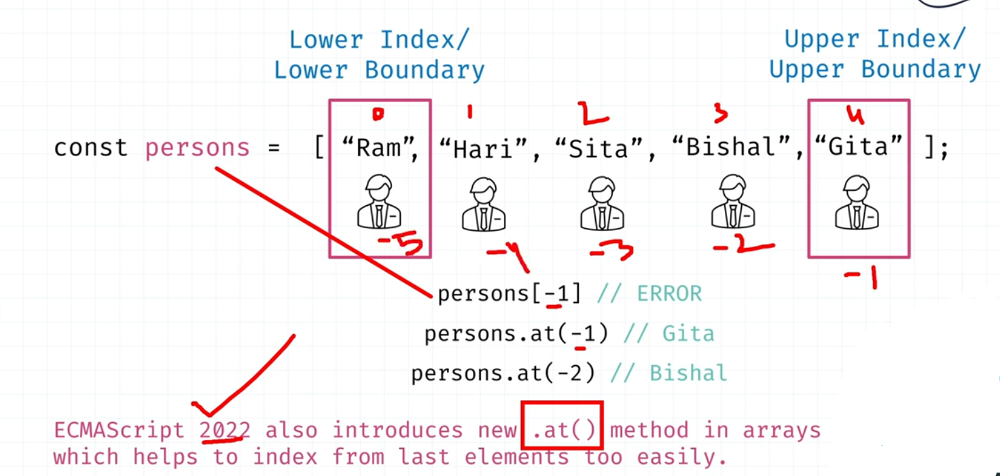 Lower Index/
Lower Boundary
Upper Index/
Upper Boundary
0 1 2 3 4
const persons = [ “Ram”, “Hari”, “Sita”, “Bishal”, “Gita” ];
-5 -4 -3 -2 -1
persons[-1] // ERROR
persons.at(-1) // Gita
persons.at(-2) // Bishal
ECMAScript 2022 also introduces new .at() method in arrays
which helps to index from last elements too easily.